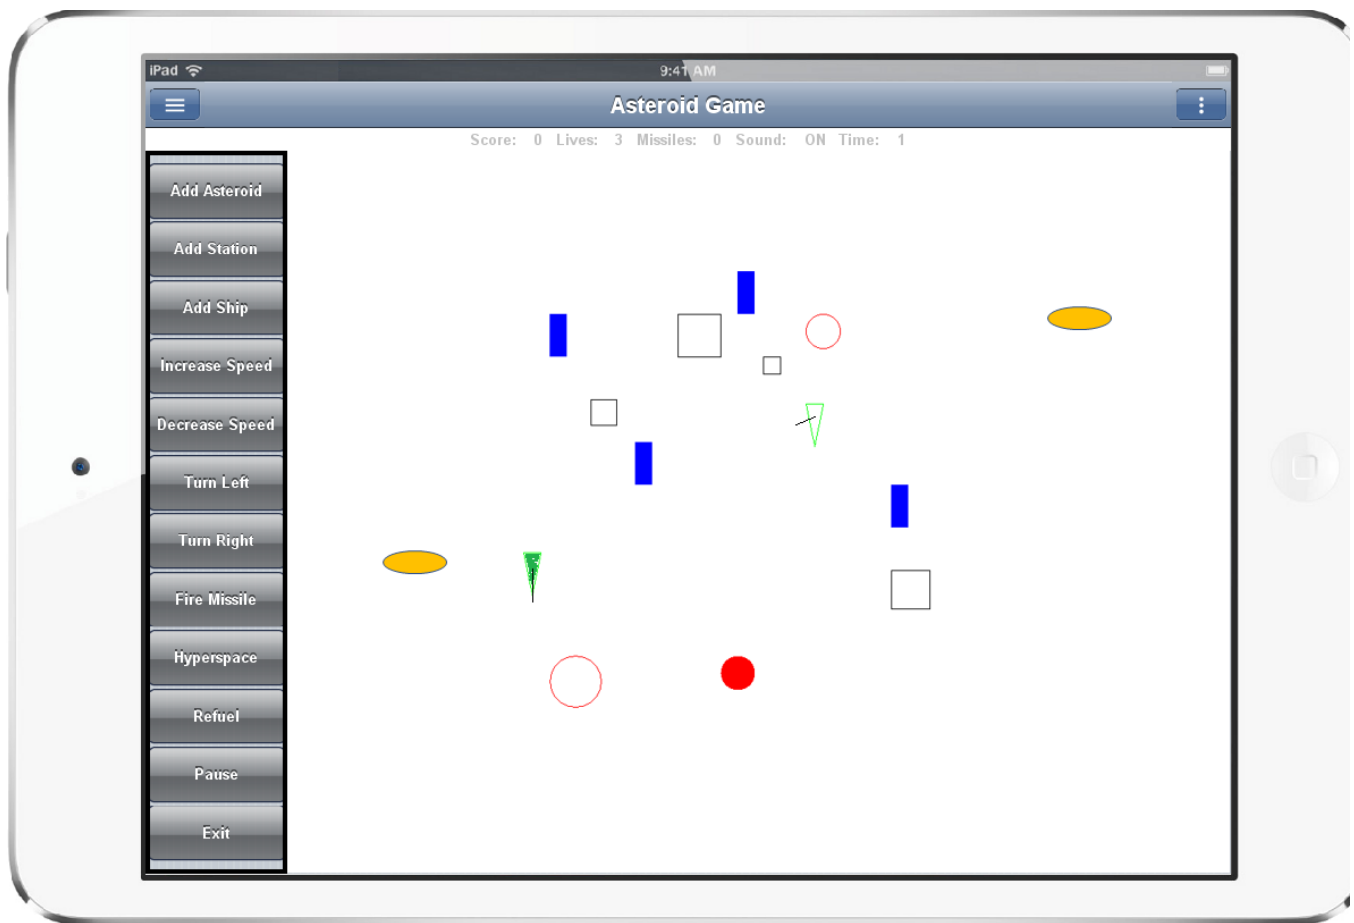 iPad 9:41 AM
Asteroid Game
Score: 0 Lives: 3 Missiles: 0 Sound: ON Time: 1
Add Asteroid
Add Station
Add Ship
Increase Speed
Decrease Speed
Turn Left
Turn Right
Fire Missile
Hyperspace
Refuel
Pause
Exit